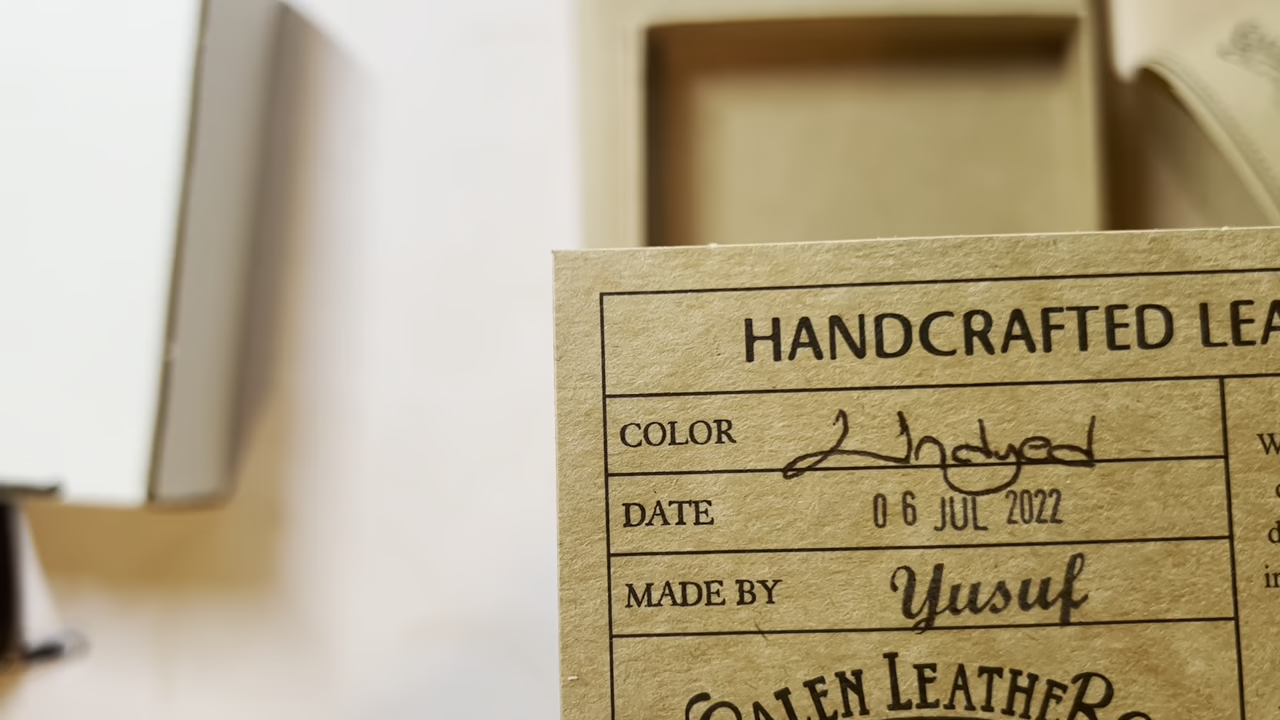 HANDCRAFTED LEA
COLOR Undyed
DATE 06 JUL 2022
MADE BY Yusuf
GALEN LEATHER